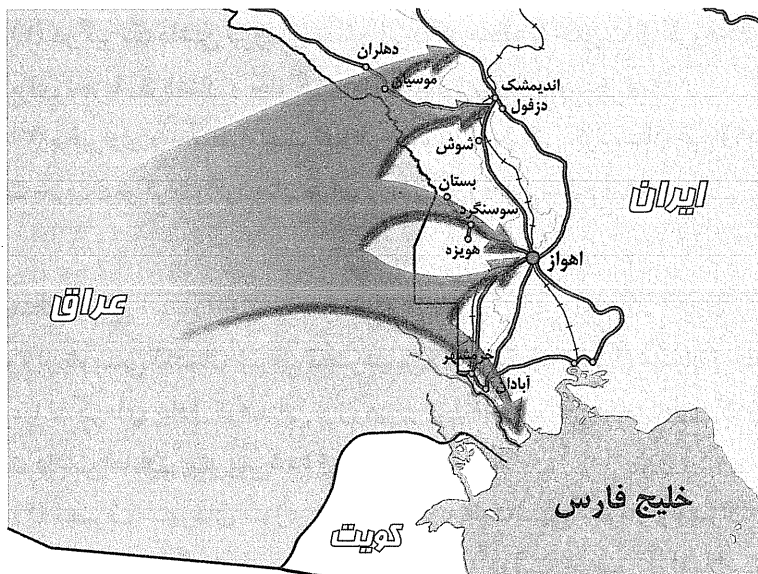 دهلران
موسیان
اندیمشک
دزفول
شوش
ایران
بستان
سوسنگرد
هویزه
اهواز
عراق
خرمشهر
آبادان
خلیج فارس
کویت